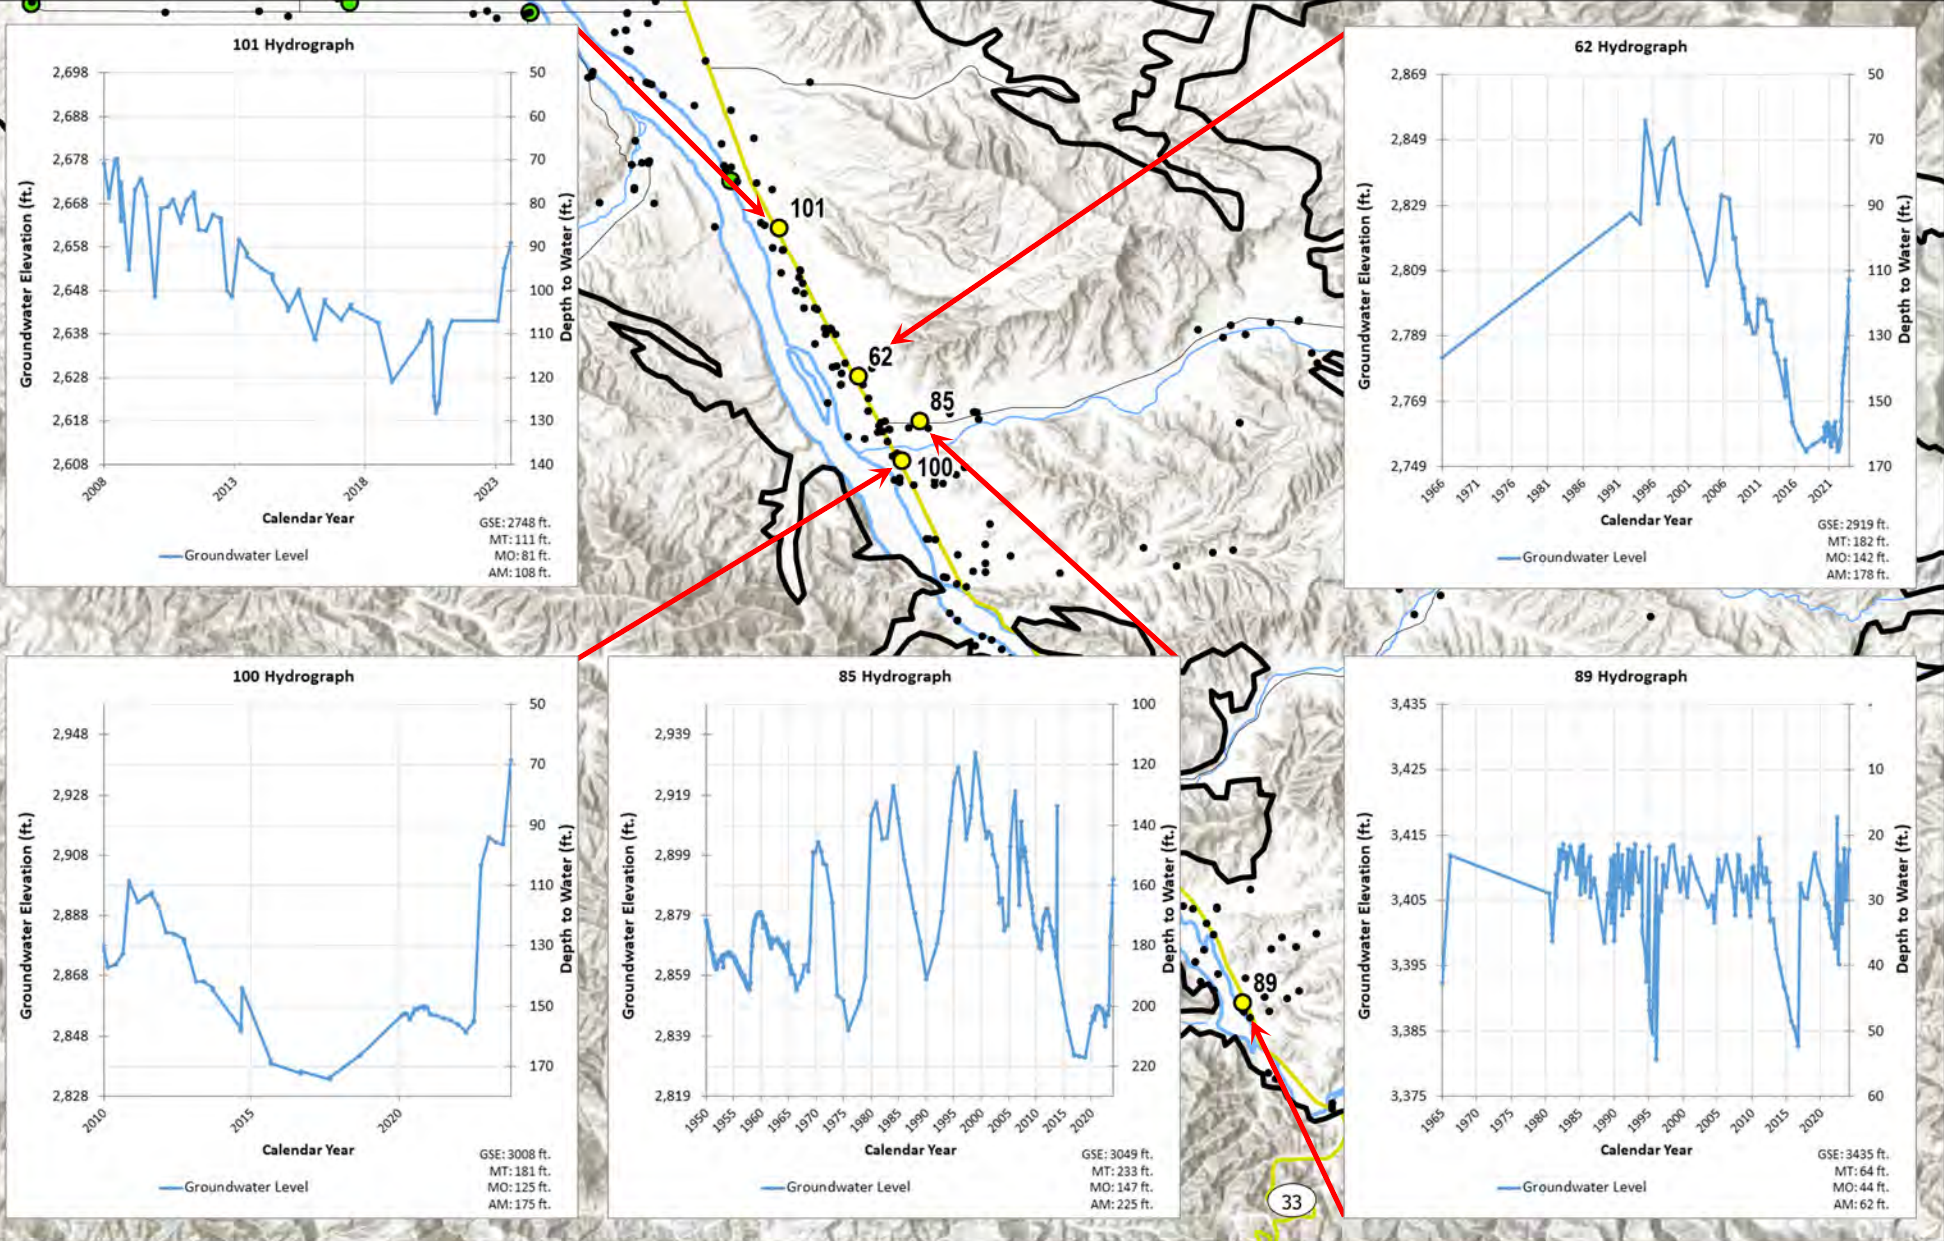 101 Hydrograph
2,698
2,688
2,678
2,668
2,658
2,648
2,638
2,628
2,618
2,608
50
60
70
80
90
100
110
120
130
140
Groundwater Elevation (ft.)
Depth to Water (ft.)
2008
2013
2018
2023
Calendar Year
Groundwater Level
GSE: 2748 ft.
MT: 111 ft.
MO: 81 ft.
AM: 108 ft.
101
62
85
100
62 Hydrograph
2,869
2,849
2,829
2,809
2,789
2,769
2,749
50
70
90
110
130
150
170
Groundwater Elevation (ft.)
Depth to Water (ft.)
1966
1971
1976
1981
1986
1991
1996
2001
2006
2011
2016
2021
Calendar Year
Groundwater Level
GSE: 2919 ft.
MT: 182 ft.
MO: 142 ft.
AM: 178 ft.
100 Hydrograph
2,948
2,928
2,908
2,888
2,868
2,848
2,828
50
70
90
110
130
150
170
Groundwater Elevation (ft.)
Depth to Water (ft.)
2010
2015
2020
Calendar Year
Groundwater Level
GSE: 3008 ft.
MT: 181 ft.
MO: 125 ft.
AM: 175 ft.
85 Hydrograph
2,939
2,919
2,899
2,879
2,859
2,839
2,819
100
120
140
160
180
200
220
Groundwater Elevation (ft.)
Depth to Water (ft.)
1950
1955
1960
1965
1970
1975
1980
1985
1990
1995
2000
2005
2010
2015
2020
Calendar Year
Groundwater Level
GSE: 3049 ft.
MT: 233 ft.
MO: 147 ft.
AM: 225 ft.
89
33
89 Hydrograph
3,435
3,425
3,415
3,405
3,395
3,385
3,375
-
10
20
30
40
50
60
Groundwater Elevation (ft.)
Depth to Water (ft.)
1965
1970
1975
1980
1985
1990
1995
2000
2005
2010
2015
2020
Calendar Year
Groundwater Level
GSE: 3435 ft.
MT: 64 ft.
MO: 44 ft.
AM: 62 ft.